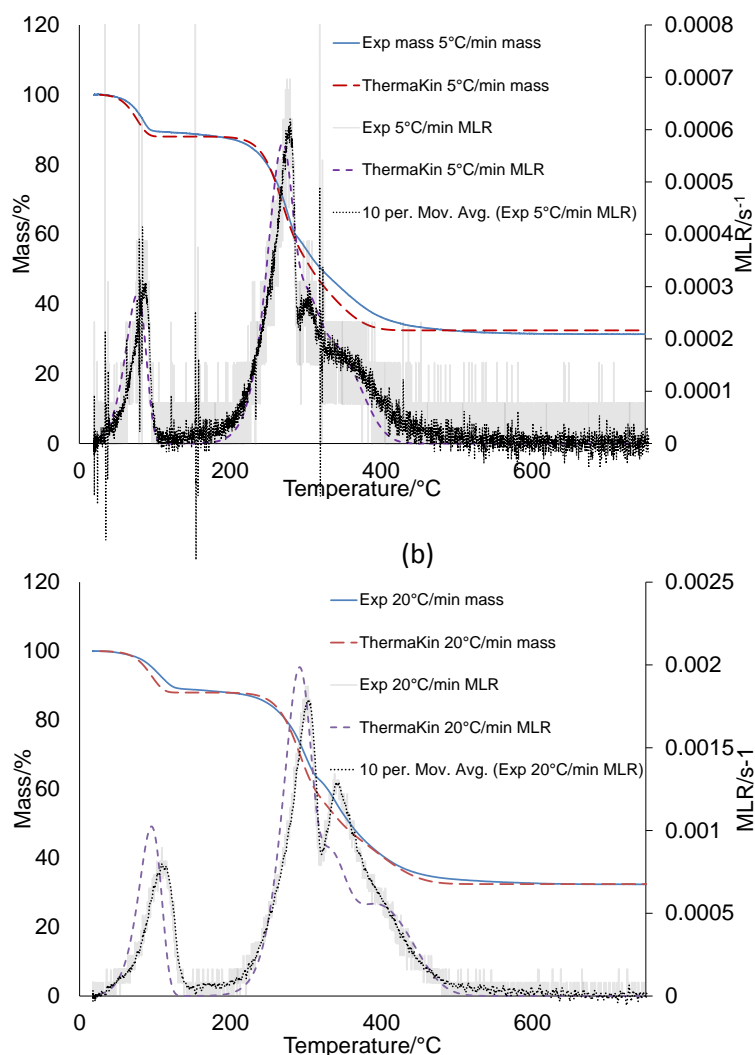 120
100
80
60
40
20
0
Mass/%
0.0008
0.0007
0.0006
0.0005
0.0004
0.0003
0.0002
0.0001
0
MLR/s-1
Exp mass 5°C/min mass
ThermaKin 5°C/min mass
Exp 5°C/min MLR
ThermaKin 5°C/min MLR
10 per. Mov. Avg. (Exp 5°C/min MLR)
0 200 400 600
Temperature/°C
(b)
120
100
80
60
40
20
0
Mass/%
0.0025
0.002
0.0015
0.001
0.0005
0
MLR/s-1
Exp 20°C/min mass
ThermaKin 20°C/min mass
Exp 20°C/min MLR
ThermaKin 20°C/min MLR
10 per. Mov. Avg. (Exp 20°C/min MLR)
0 200 400 600
Temperature/°C